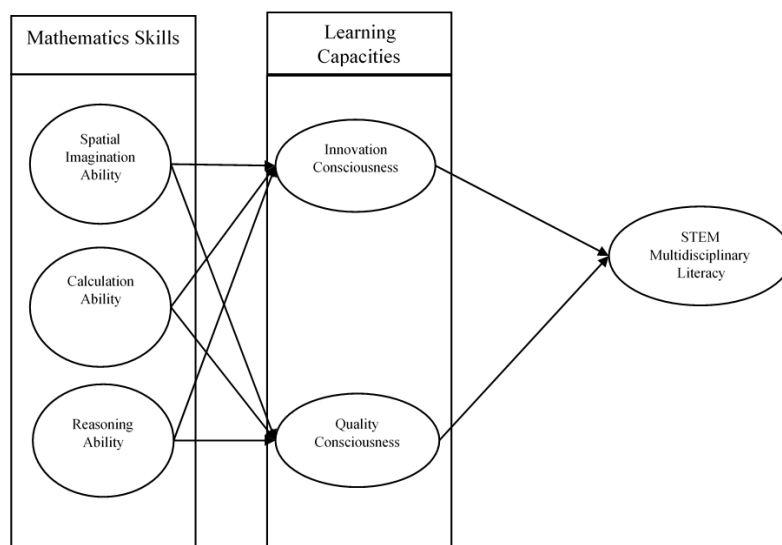 Mathematics Skills
Learning
Capacities
Spatial
Imagination
Ability
Calculation
Ability
Reasoning
Ability
Innovation
Consciousness
Quality
Consciousness
STEM
Multidisciplinary
Literacy